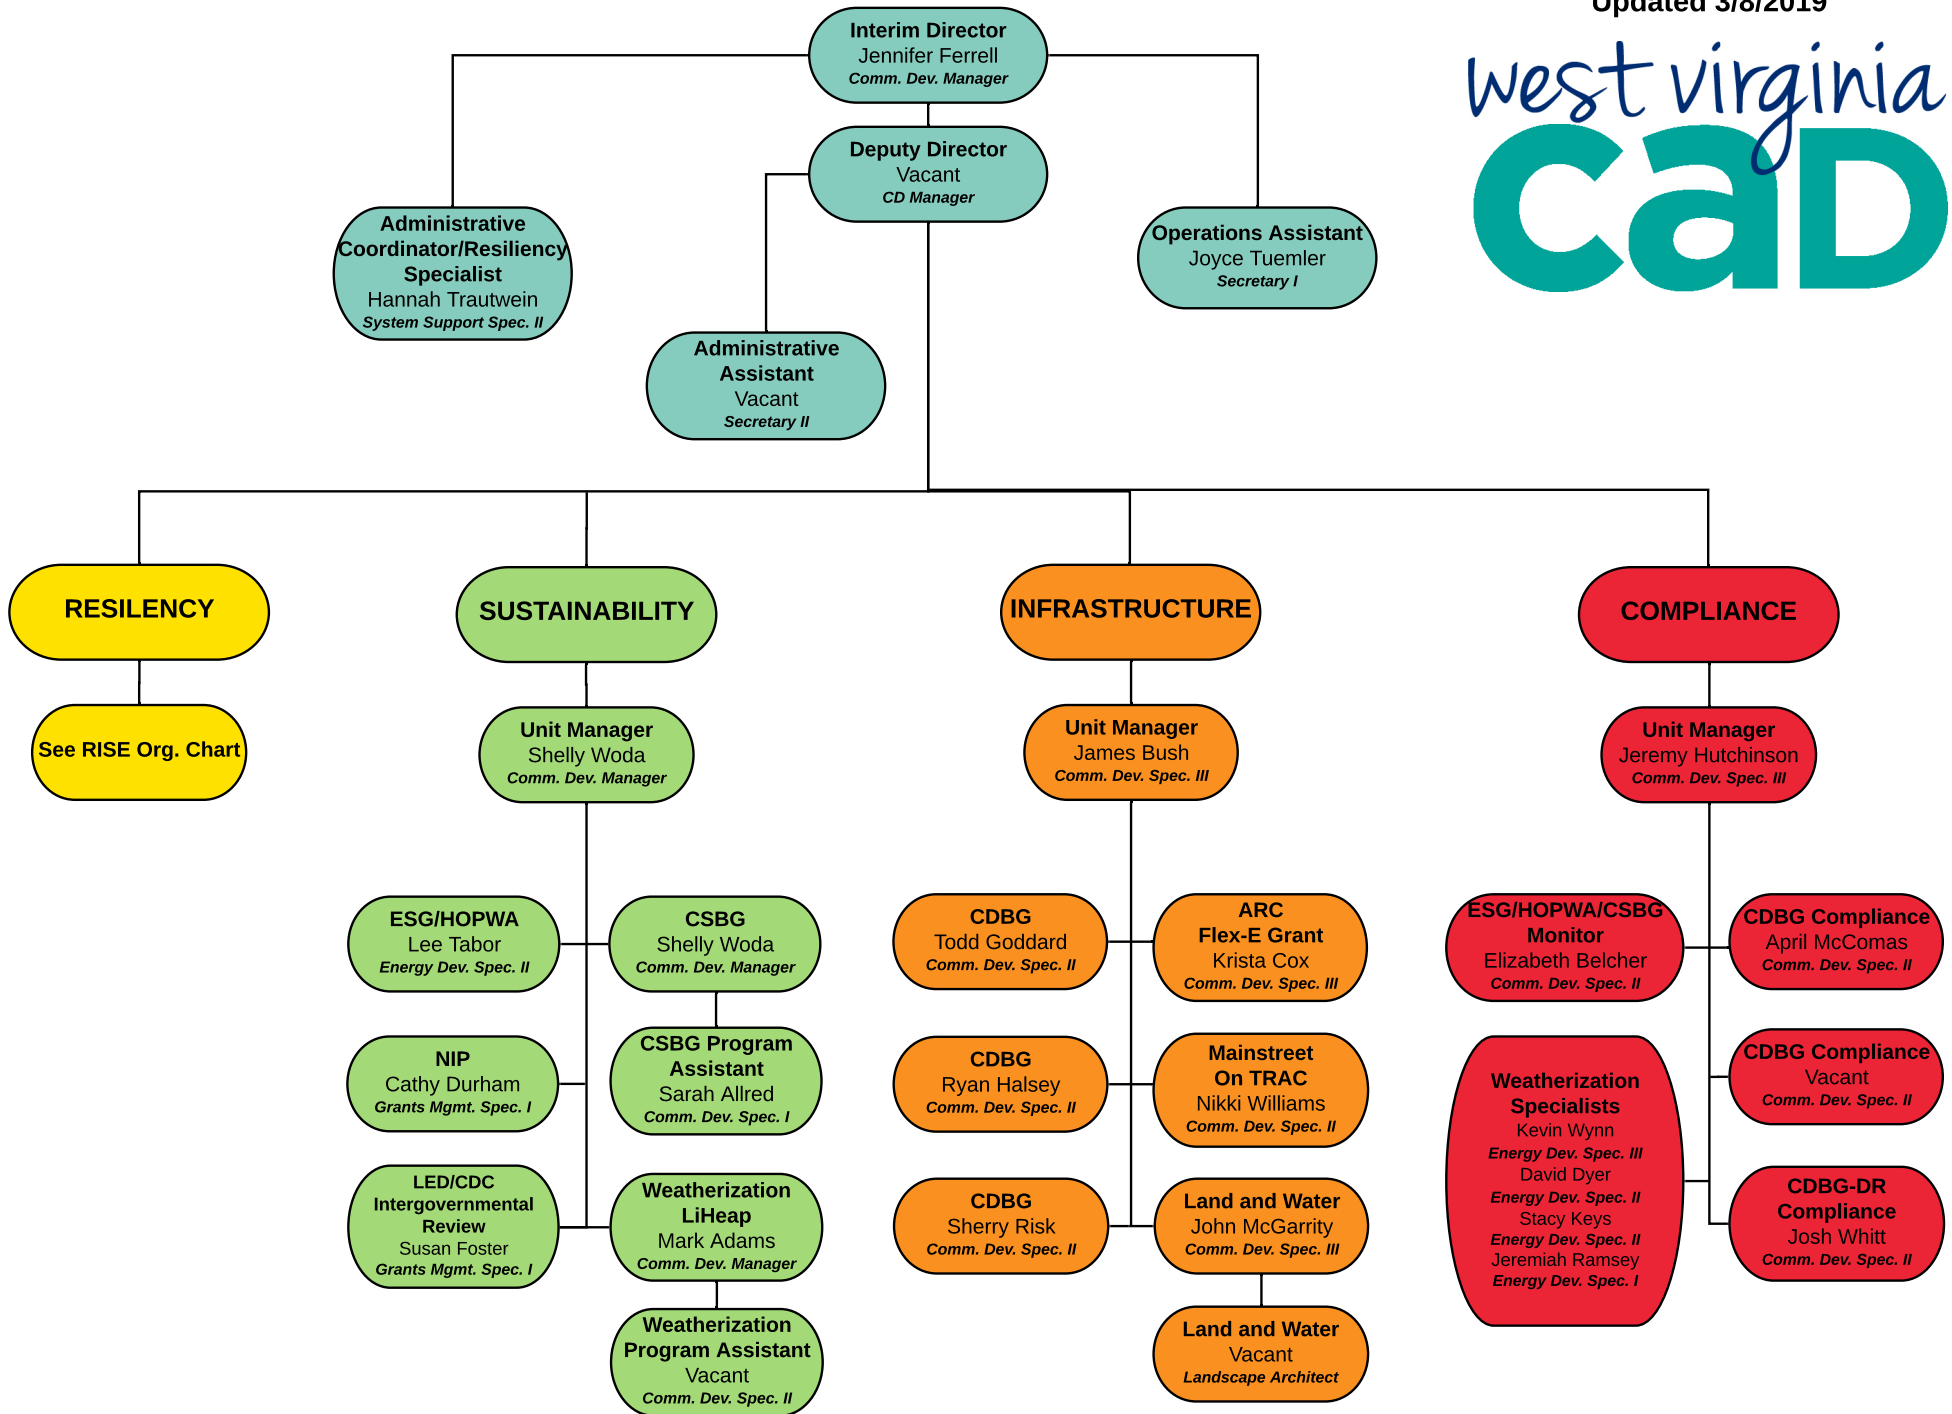 Updated 3/8/2019
west virginia
CAD
Interim Director
Jennifer Ferrell
Comm. Dev. Manager
Deputy Director
Vacant
CD Manager
Administrative
Coordinator/Resiliency
Specialist
Hannah Trautwein
System Support Spec. II
Operations Assistant
Joyce Tuemler
Secretary I
Administrative
Assistant
Vacant
Secretary II
RESILENCY
See RISE Org. Chart
SUSTAINABILITY
Unit Manager
Shelly Woda
Comm. Dev. Manager
ESG/HOPWA
Lee Tabor
Energy Dev. Spec. II
CSBG
Shelly Woda
Comm. Dev. Manager
NIP
Cathy Durham
Grants Mgmt. Spec. I
CSBG Program
Assistant
Sarah Allred
Comm. Dev. Spec. I
LED/CDC
Intergovernmental
Review
Susan Foster
Grants Mgmt. Spec. I
Weatherization
LiHeap
Mark Adams
Comm. Dev. Manager
Weatherization
Program Assistant
Vacant
Comm. Dev. Spec. II
INFRASTRUCTURE
Unit Manager
James Bush
Comm. Dev. Spec. III
CDBG
Todd Goddard
Comm. Dev. Spec. II
ARC
Flex-E Grant
Krista Cox
Comm. Dev. Spec. III
CDBG
Ryan Halsey
Comm. Dev. Spec. II
Mainstreet
On TRAC
Nikki Williams
Comm. Dev. Spec. II
CDBG
Sherry Risk
Comm. Dev. Spec. II
Land and Water
John McGarrity
Comm. Dev. Spec. III
Land and Water
Vacant
Landscape Architect
COMPLIANCE
Unit Manager
Jeremy Hutchinson
Comm. Dev. Spec. III
ESG/HOPWA/CSBG
Monitor
Elizabeth Belcher
Comm. Dev. Spec. II
CDBG Compliance
April McComas
Comm. Dev. Spec. II
Weatherization
Specialists
Kevin Wynn
Energy Dev. Spec. III
David Dyer
Energy Dev. Spec. II
Stacy Keys
Energy Dev. Spec. II
Jeremiah Ramsey
Energy Dev. Spec. I
CDBG Compliance
Vacant
Comm. Dev. Spec. II
CDBG-DR
Compliance
Josh Whitt
Comm. Dev. Spec. II